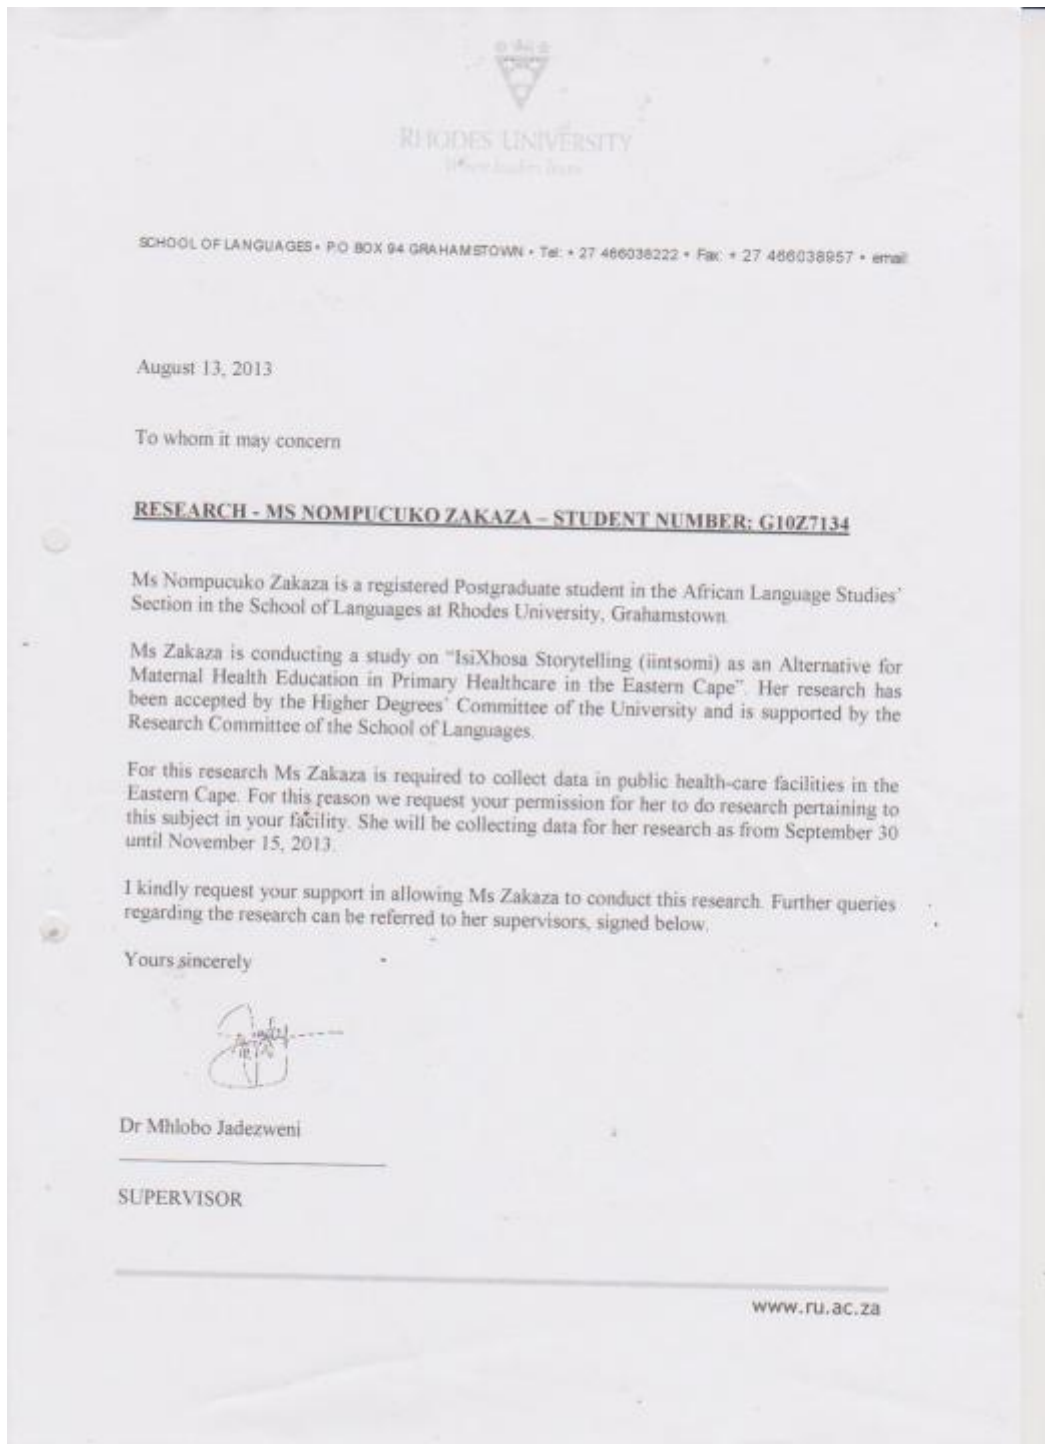 RHODES UNIVERSITY
Where leaders learn
SCHOOL OF LANGUAGES • P.O BOX 94 GRAHAMSTOWN • Tel: + 27 466038222 • Fax: + 27 466038957 • email
August 13, 2013
To whom it may concern
RESEARCH - MS NOMPUCUKO ZAKAZA – STUDENT NUMBER: G10Z7134
Ms Nompucuko Zakaza is a registered Postgraduate student in the African Language Studies’
Section in the School of Languages at Rhodes University, Grahamstown.
Ms Zakaza is conducting a study on “IsiXhosa Storytelling (iintsomi) as an Alternative for
Maternal Health Education in Primary Healthcare in the Eastern Cape”. Her research has
been accepted by the Higher Degrees’ Committee of the University and is supported by the
Research Committee of the School of Languages.
For this research Ms Zakaza is required to collect data in public health-care facilities in the
Eastern Cape. For this reason we request your permission for her to do research pertaining to
this subject in your facility. She will be collecting data for her research as from September 30
until November 15, 2013.
I kindly request your support in allowing Ms Zakaza to conduct this research. Further queries
regarding the research can be referred to her supervisors, signed below.
Yours sincerely
Dr Mhlobo Jadezweni
SUPERVISOR
www.ru.ac.za